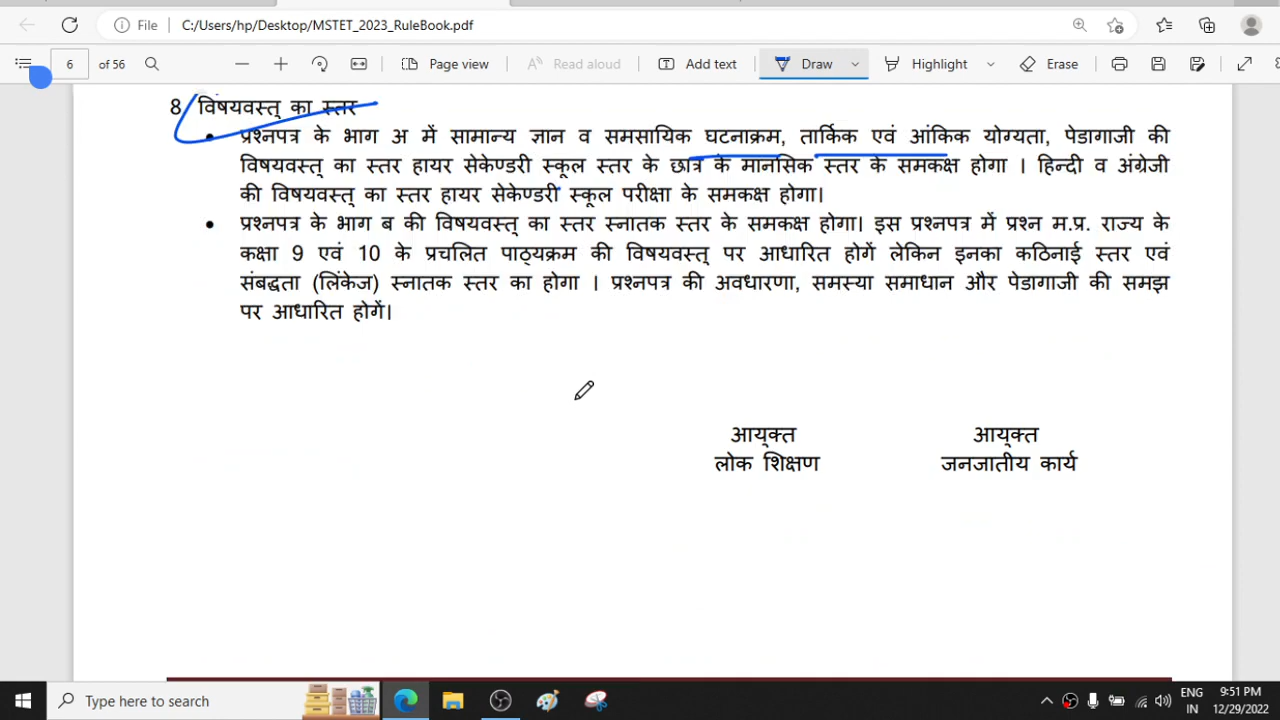 File
C:/Users/hp/Desktop/MSTET_2023_RuleBook.pdf
6 of 56
Page view
Read aloud
Add text
Draw
Highlight
Erase
8 विषयवस्तु का स्तर
• प्रश्नपत्र के भाग अ में सामान्य ज्ञान व समसायिक घटनाक्रम, तार्किक एवं आंकिक योग्यता, पेडागाजी की
विषयवस्तु का स्तर हायर सेकेण्डरी स्कूल स्तर के छात्र के मानसिक स्तर के समकक्ष होगा । हिन्दी व अंग्रेजी
की विषयवस्तु का स्तर हायर सेकेण्डरी स्कूल परीक्षा के समकक्ष होगा।
• प्रश्नपत्र के भाग ब की विषयवस्तु का स्तर स्नातक स्तर के समकक्ष होगा। इस प्रश्नपत्र में प्रश्न म.प्र. राज्य के
कक्षा 9 एवं 10 के प्रचलित पाठ्यक्रम की विषयवस्तु पर आधारित होगें लेकिन इनका कठिनाई स्तर एवं
संबद्धता (लिंकेज) स्नातक स्तर का होगा । प्रश्नपत्र की अवधारणा, समस्या समाधान और पेडागाजी की समझ
पर आधारित होगें।
आयुक्त
लोक शिक्षण
आयुक्त
जनजातीय कार्य
Type here to search
ENG
IN
9:51 PM
12/29/2022